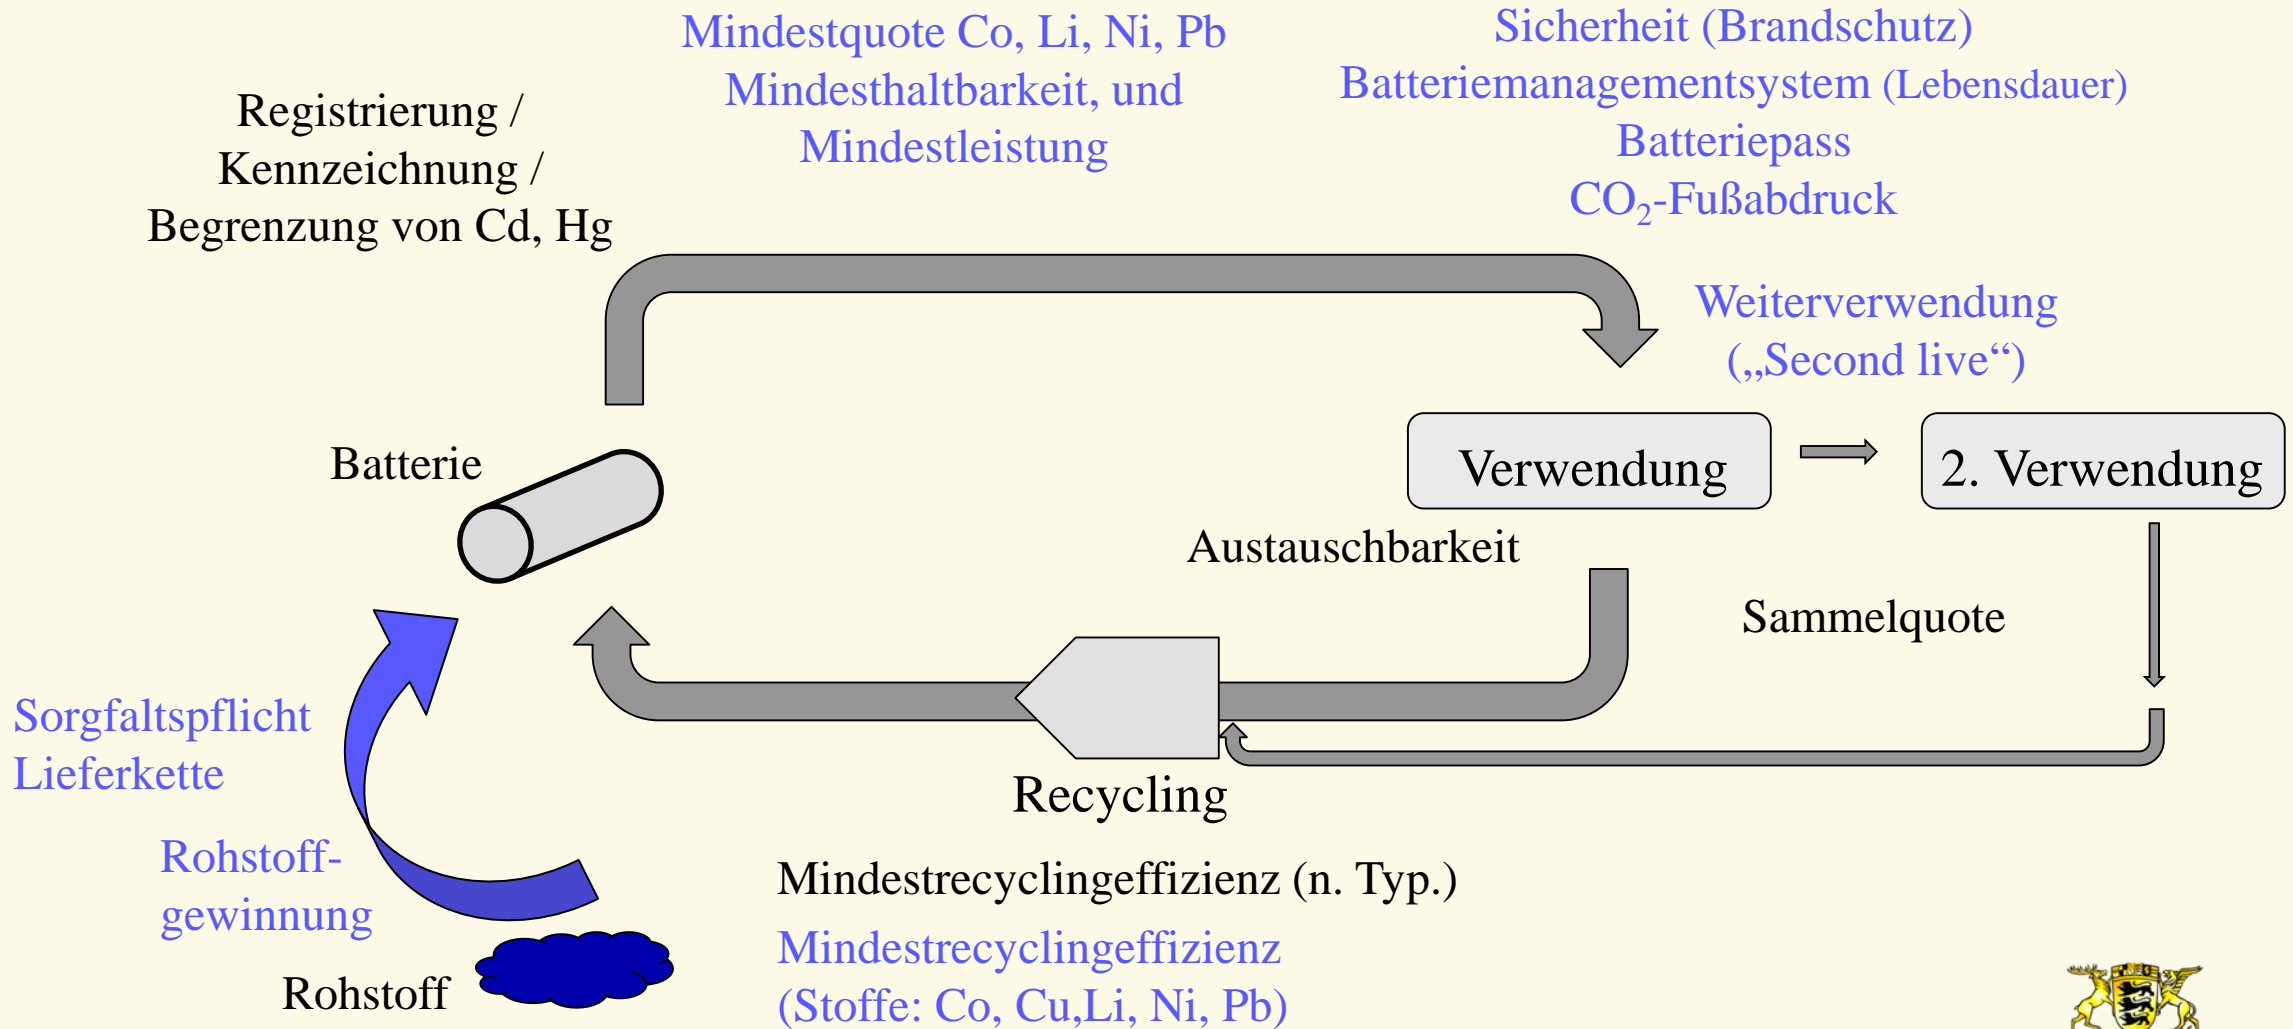 Mindestquote Co, Li, Ni, Pb
Mindesthaltbarkeit, und
Mindestleistung
Sicherheit (Brandschutz)
Batteriemanagementsystem (Lebensdauer)
Batteriepass
CO₂-Fußabdruck
Registrierung /
Kennzeichnung /
Begrenzung von Cd, Hg
Weiterverwendung
(„Second live“)
Batterie
Verwendung
2. Verwendung
Austauschbarkeit
Sammelquote
Sorgfaltspflicht
Lieferkette
Recycling
Rohstoff-
gewinnung
Mindestrecyclingeffizienz (n. Typ.)
Mindestrecyclingeffizienz
(Stoffe: Co, Cu,Li, Ni, Pb)
Rohstoff